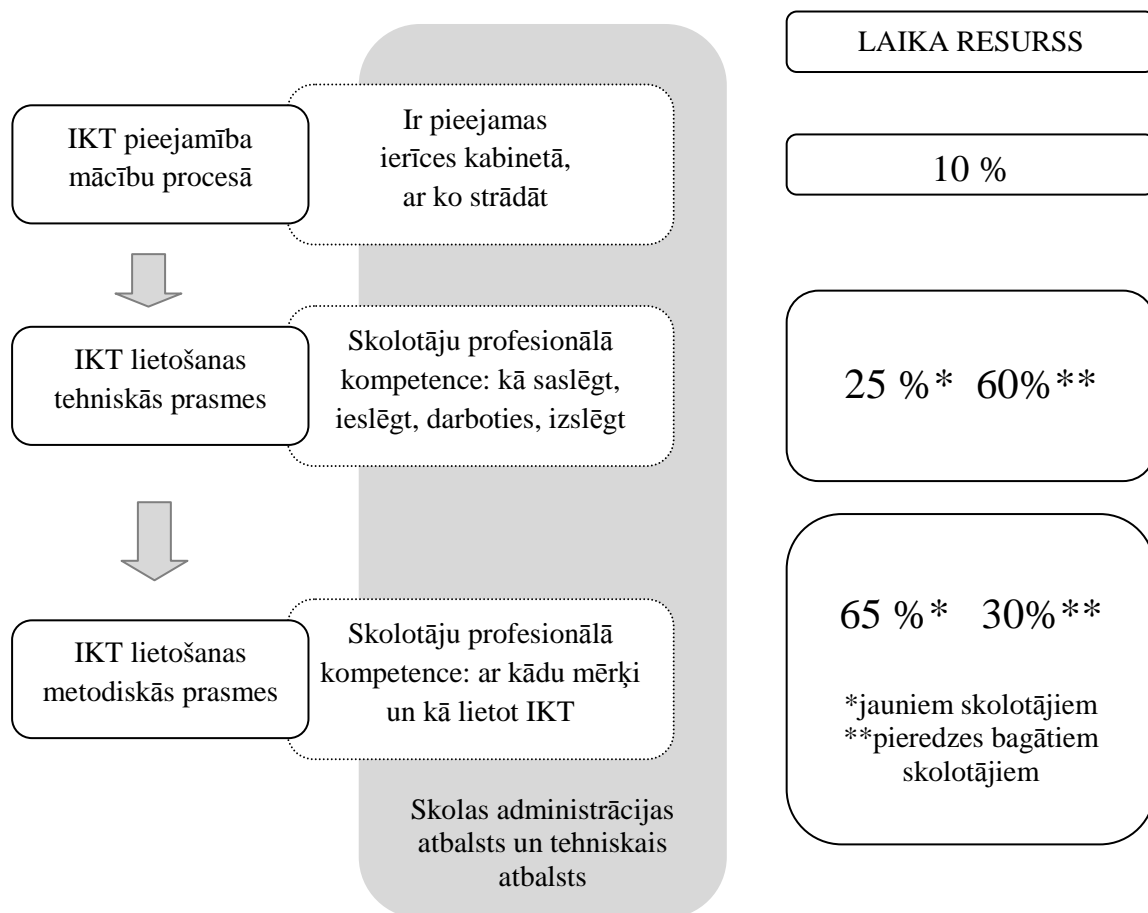 LAIKA RESURSS
IKT pieejamība
mācību procesā
Ir pieejamas
ierīces kabinetā,
ar ko strādāt
10 %
IKT lietošanas
tehniskās prasmes
Skolotāju profesionālā
kompetence: kā saslēgt,
ieslēgt, darboties, izslēgt
25 %* 60%**
IKT lietošanas
metodiskās prasmes
Skolotāju profesionālā
kompetence: ar kādu mērķi
un kā lietot IKT
65 %* 30%**
*jauniem skolotājiem
**pieredzes bagātiem
skolotājiem
Skolas administrācijas
atbalsts un tehniskais
atbalsts